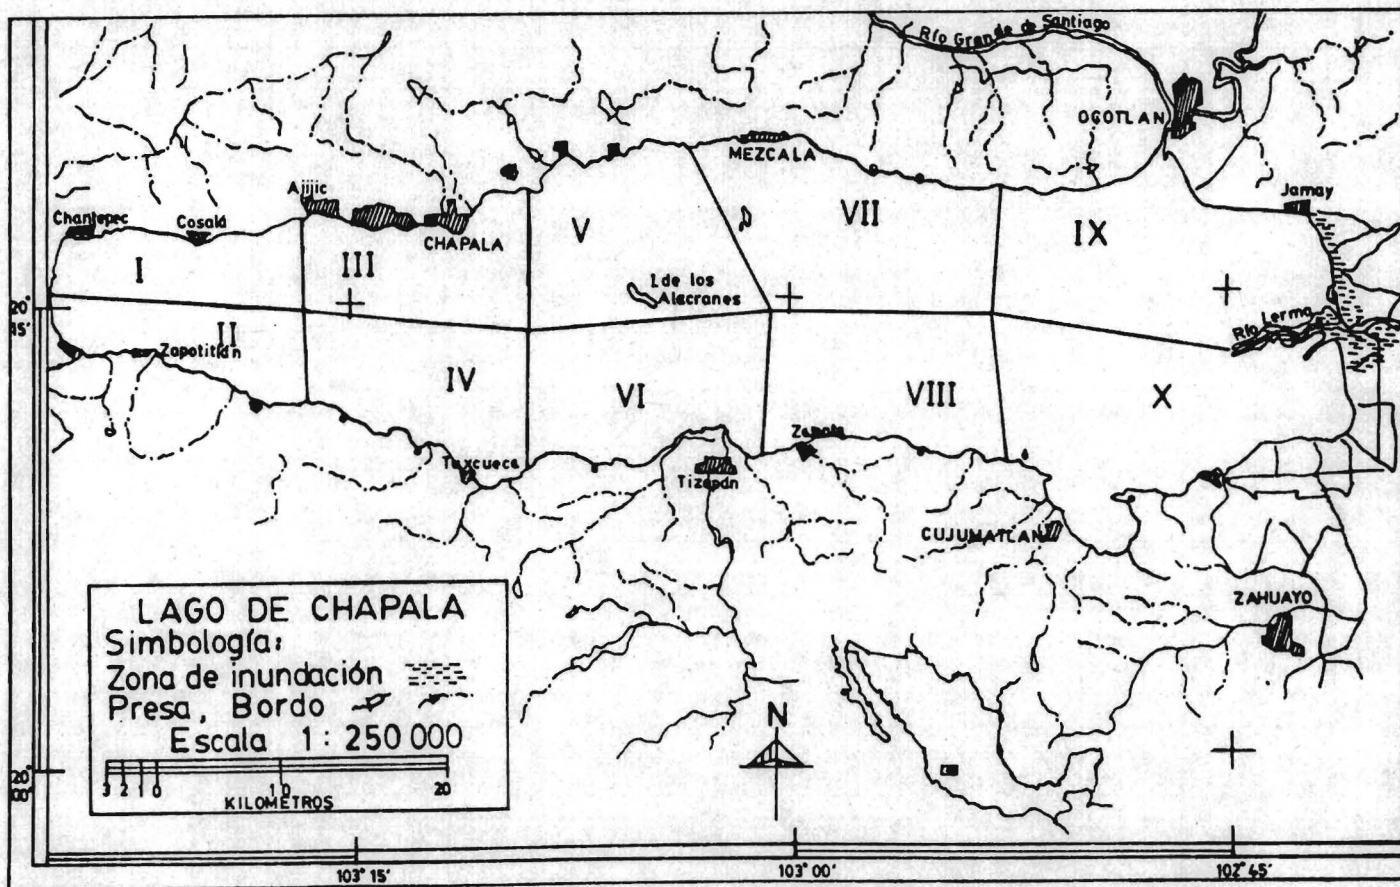 Río Grande de Santiago
OCOTLAN
MEZCALA
Ajijic
Jamay
Chantepec
Cosalá
CHAPALA
I
III
V
VII
IX
I. de los
Alacranes
20°
Río Lerma
II
Zapotitlán
IV
VI
VIII
X
Zapata
Tuxcueca
Tizapán
CUJUMATLAN
ZAHUAYO
LAGO DE CHAPALA
Simbología:
Zona de inundación
Presa, Bordo
Escala 1: 250 000
3 2 1 0 10 20
KILOMETROS
N
20°
00'
103° 15'
103° 00'
102° 45'